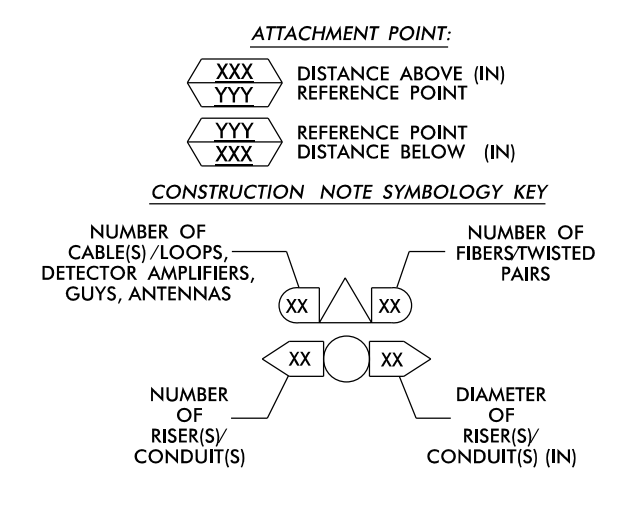 ATTACHMENT POINT:
XXX DISTANCE ABOVE (IN)
YYY REFERENCE POINT
YYY REFERENCE POINT
XXX DISTANCE BELOW (IN)
CONSTRUCTION NOTE SYMBOLOGY KEY
NUMBER OF
CABLE(S)/LOOPS,
DETECTOR AMPLIFIERS,
GUYS, ANTENNAS
NUMBER OF
FIBERS/TWISTED
PAIRS
XX XX
XX XX
NUMBER
OF
RISER(S)/
CONDUIT(S)
DIAMETER
OF
RISER(S)/
CONDUIT(S) (IN)